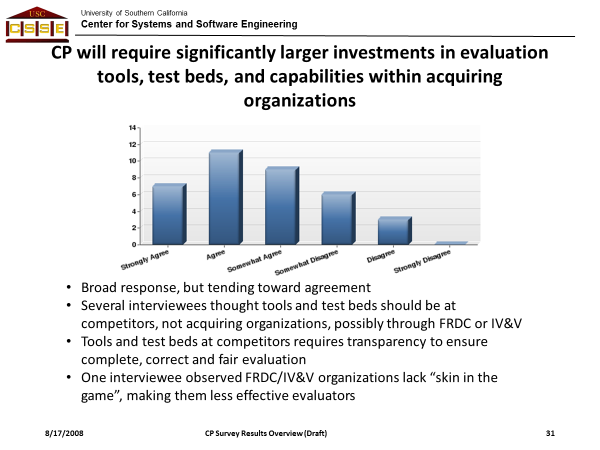 USC
CSSE
University of Southern California
Center for Systems and Software Engineering
CP will require significantly larger investments in evaluation
tools, test beds, and capabilities within acquiring
organizations
14
12
10
8
6
4
2
0
Strongly Agree
Agree
Somewhat Agree
Somewhat Disagree
Disagree
Strongly Disagree
• Broad response, but tending toward agreement
• Several interviewees thought tools and test beds should be at
competitors, not acquiring organizations, possibly through FRDC or IV&V
• Tools and test beds at competitors requires transparency to ensure
complete, correct and fair evaluation
• One interviewee observed FRDC/IV&V organizations lack “skin in the
game”, making them less effective evaluators
8/17/2008
CP Survey Results Overview (Draft)
31